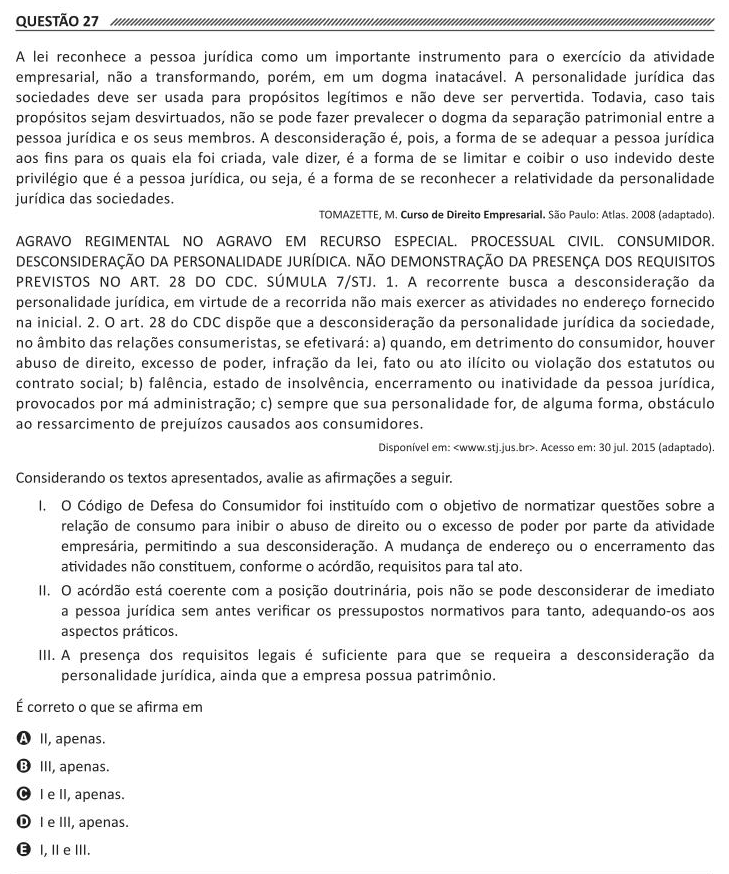 QUESTÃO 27
A lei reconhece a pessoa jurídica como um importante instrumento para o exercício da atividade
empresarial, não a transformando, porém, em um dogma inatacável. A personalidade jurídica das
sociedades deve ser usada para propósitos legítimos e não deve ser pervertida. Todavia, caso tais
propósitos sejam desvirtuados, não se pode fazer prevalecer o dogma da separação patrimonial entre a
pessoa jurídica e os seus membros. A desconsideração é, pois, a forma de se adequar a pessoa jurídica
aos fins para os quais ela foi criada, vale dizer, é a forma de se limitar e coibir o uso indevido deste
privilégio que é a pessoa jurídica, ou seja, é a forma de se reconhecer a relatividade da personalidade
jurídica das sociedades.
TOMAZETTE, M. Curso de Direito Empresarial. São Paulo: Atlas. 2008 (adaptado).
AGRAVO REGIMENTAL NO AGRAVO EM RECURSO ESPECIAL. PROCESSUAL CIVIL. CONSUMIDOR.
DESCONSIDERAÇÃO DA PERSONALIDADE JURÍDICA. NÃO DEMONSTRAÇÃO DA PRESENÇA DOS REQUISITOS
PREVISTOS NO ART. 28 DO CDC. SÚMULA 7/STJ. 1. A recorrente busca a desconsideração da
personalidade jurídica, em virtude de a recorrida não mais exercer as atividades no endereço fornecido
na inicial. 2. O art. 28 do CDC dispõe que a desconsideração da personalidade jurídica da sociedade,
no âmbito das relações consumeristas, se efetivará: a) quando, em detrimento do consumidor, houver
abuso de direito, excesso de poder, infração da lei, fato ou ato ilícito ou violação dos estatutos ou
contrato social; b) falência, estado de insolvência, encerramento ou inatividade da pessoa jurídica,
provocados por má administração; c) sempre que sua personalidade for, de alguma forma, obstáculo
ao ressarcimento de prejuízos causados aos consumidores.
Disponível em: <www.stj.jus.br>. Acesso em: 30 jul. 2015 (adaptado).
Considerando os textos apresentados, avalie as afirmações a seguir.
I. O Código de Defesa do Consumidor foi instituído com o objetivo de normatizar questões sobre a
relação de consumo para inibir o abuso de direito ou o excesso de poder por parte da atividade
empresária, permitindo a sua desconsideração. A mudança de endereço ou o encerramento das
atividades não constituem, conforme o acórdão, requisitos para tal ato.
II. O acórdão está coerente com a posição doutrinária, pois não se pode desconsiderar de imediato
a pessoa jurídica sem antes verificar os pressupostos normativos para tanto, adequando-os aos
aspectos práticos.
III. A presença dos requisitos legais é suficiente para que se requeira a desconsideração da
personalidade jurídica, ainda que a empresa possua patrimônio.
É correto o que se afirma em
A II, apenas.
B III, apenas.
C I e II, apenas.
D I e III, apenas.
E I, II e III.